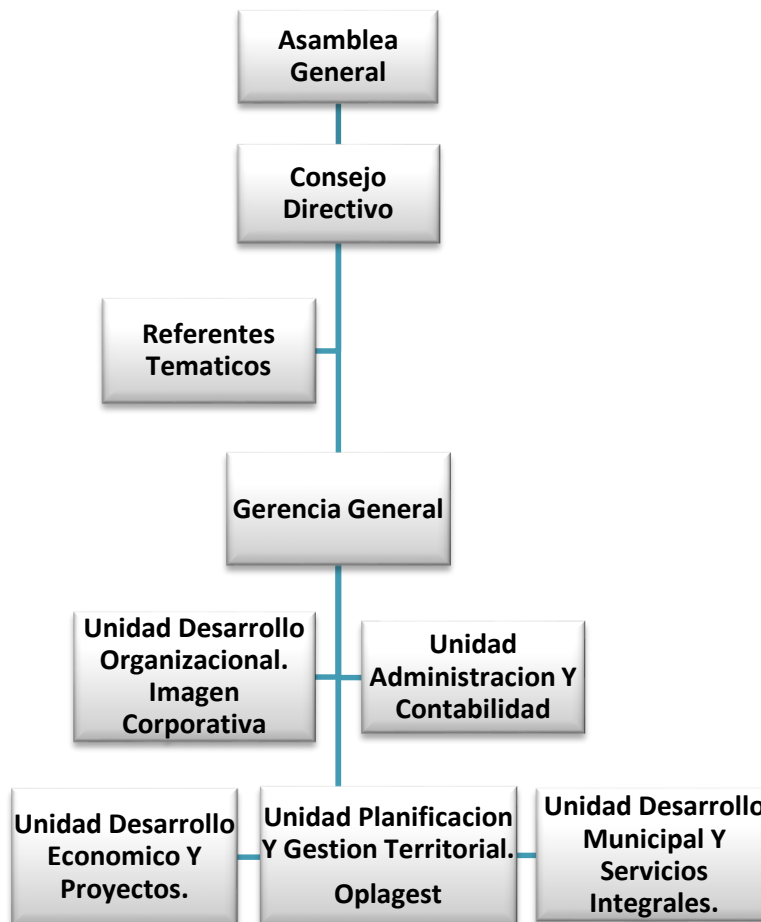 Asamblea
General
Consejo
Directivo
Referentes
Tematicos
Gerencia General
Unidad Desarrollo
Organizacional.
Imagen
Corporativa
Unidad
Administracion Y
Contabilidad
Unidad Desarrollo
Economico Y
Proyectos.
Unidad Planificacion
Y Gestion Territorial.
Oplagest
Unidad Desarrollo
Municipal Y
Servicios
Integrales.